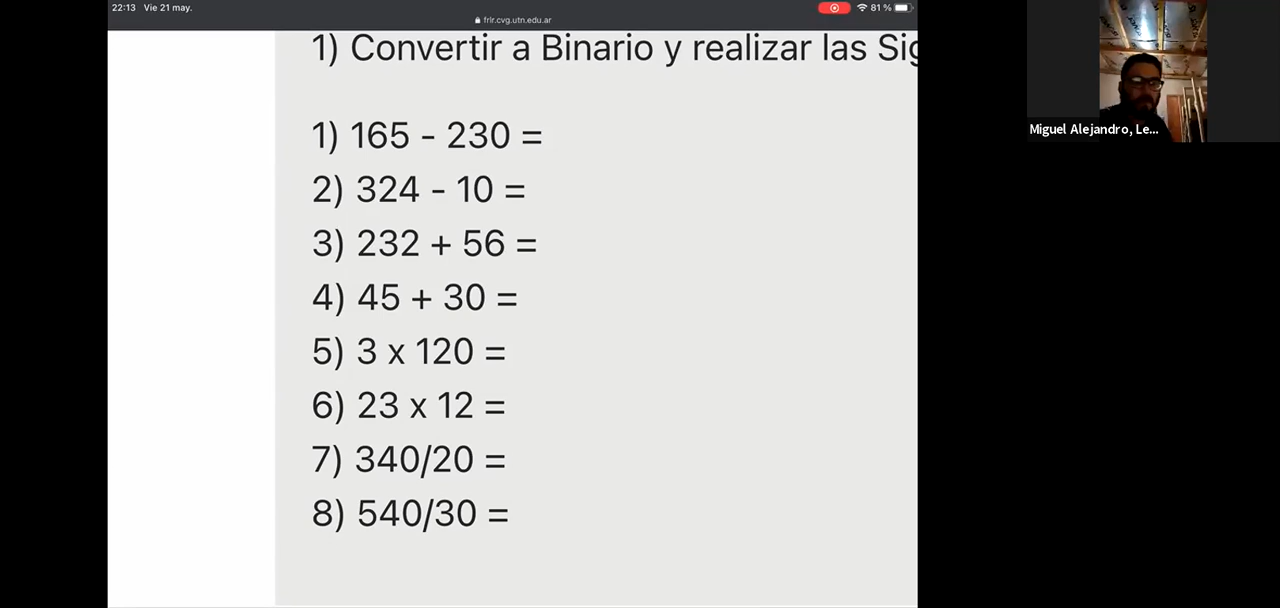 22:13 Vie 21 may.
81 %
frlr.cvg.utn.edu.ar
1) Convertir a Binario y realizar las Sig
1) 165 - 230 =
2) 324 - 10 =
3) 232 + 56 =
4) 45 + 30 =
5) 3 x 120 =
6) 23 x 12 =
7) 340/20 =
8) 540/30 =
Miguel Alejandro, Le...